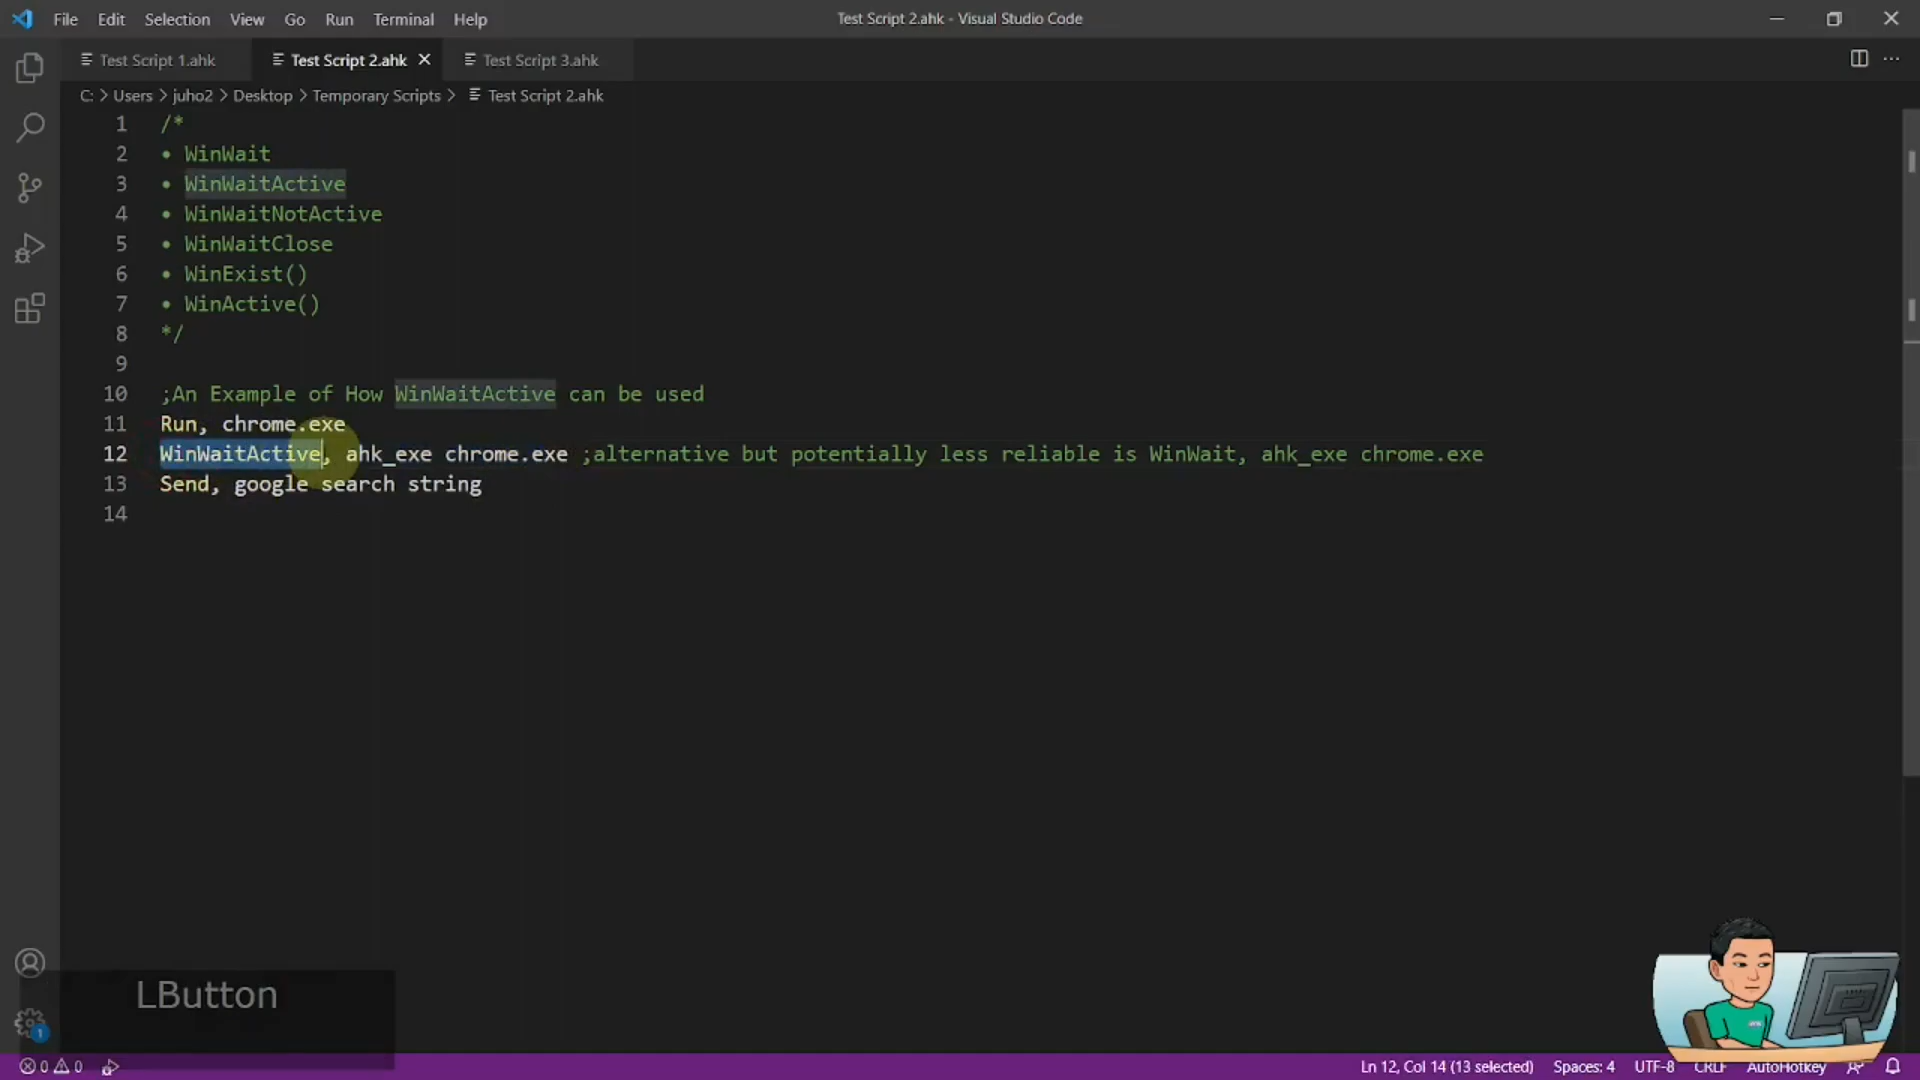 File Edit Selection View Go Run Terminal Help
Test Script 2.ahk - Visual Studio Code
Test Script 1.ahk
Test Script 2.ahk
Test Script 3.ahk
C: > Users > juho2 > Desktop > Temporary Scripts > Test Script 2.ahk
1 /*
2 • WinWait
3 • WinWaitActive
4 • WinWaitNotActive
5 • WinWaitClose
6 • WinExist()
7 • WinActive()
8 */
9
10 ;An Example of How WinWaitActive can be used
11 Run, chrome.exe
12 WinWaitActive, ahk_exe chrome.exe ;alternative but potentially less reliable is WinWait, ahk_exe chrome.exe
13 Send, google search string
14
LButton
1
0 0
Ln 12, Col 14 (13 selected) Spaces: 4 UTF-8 CRLF AutoHotkey